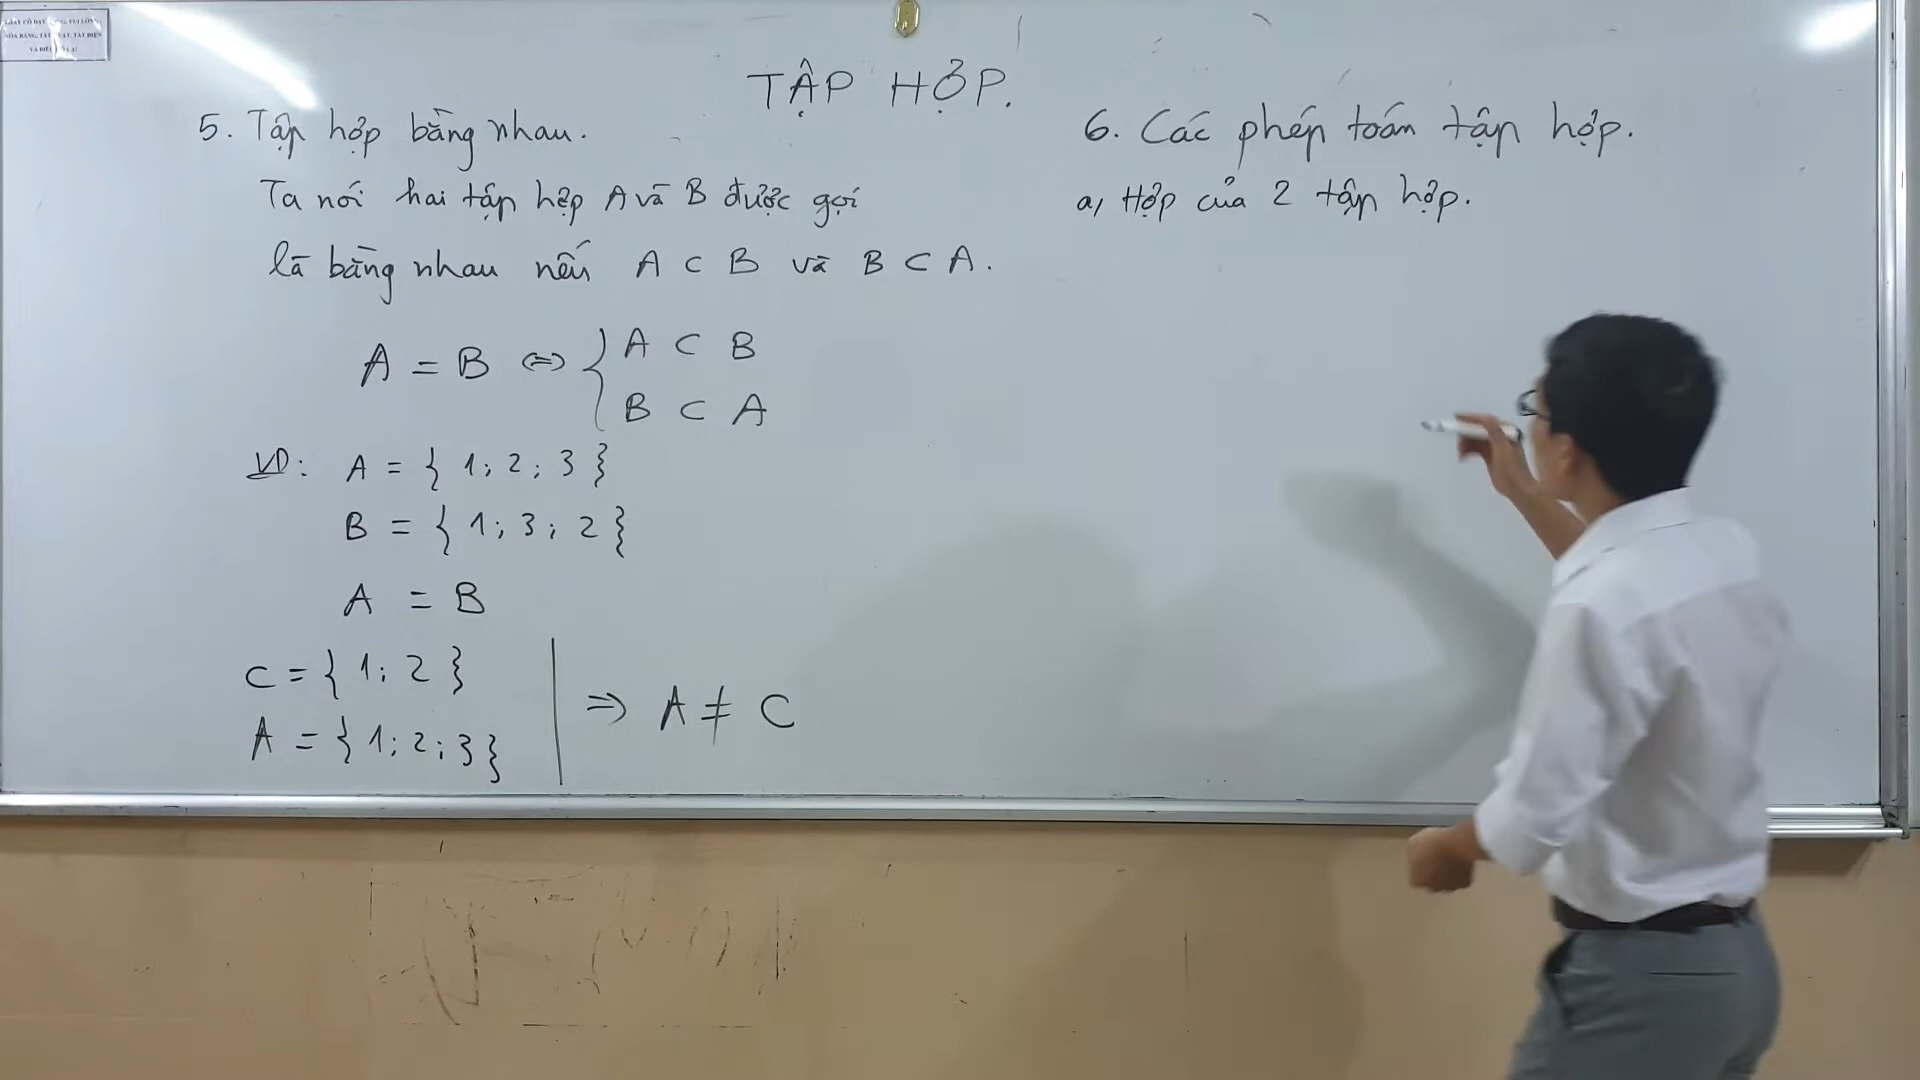 TẬP HỢP.
5. Tập hợp bằng nhau.
Ta nói hai tập hợp A và B được gọi
là bằng nhau nếu A ⊂ B và B ⊂ A.
A = B ⇔ { A ⊂ B
B ⊂ A
VD: A = { 1; 2; 3 }
B = { 1; 3; 2 }
A = B
C = { 1; 2 }
A = { 1; 2; 3 }
⇒ A ≠ C
6. Các phép toán tập hợp.
a, Hợp của 2 tập hợp.